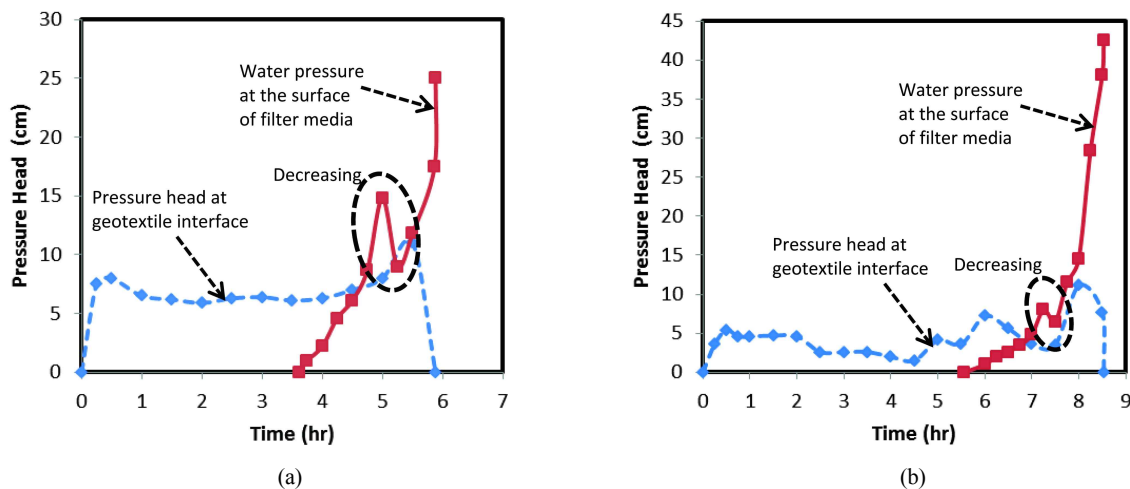 30
25
20
15
10
5
0
Pressure Head (cm)
Water pressure
at the surface
of filter media
Decreasing
Pressure head at
geotextile interface
0 1 2 3 4 5 6 7
Time (hr)
(a)
45
40
35
30
25
20
15
10
5
0
Pressure Head (cm)
Water pressure
at the surface
of filter media
Pressure head at
geotextile interface
Decreasing
0 1 2 3 4 5 6 7 8 9
Time (hr)
(b)